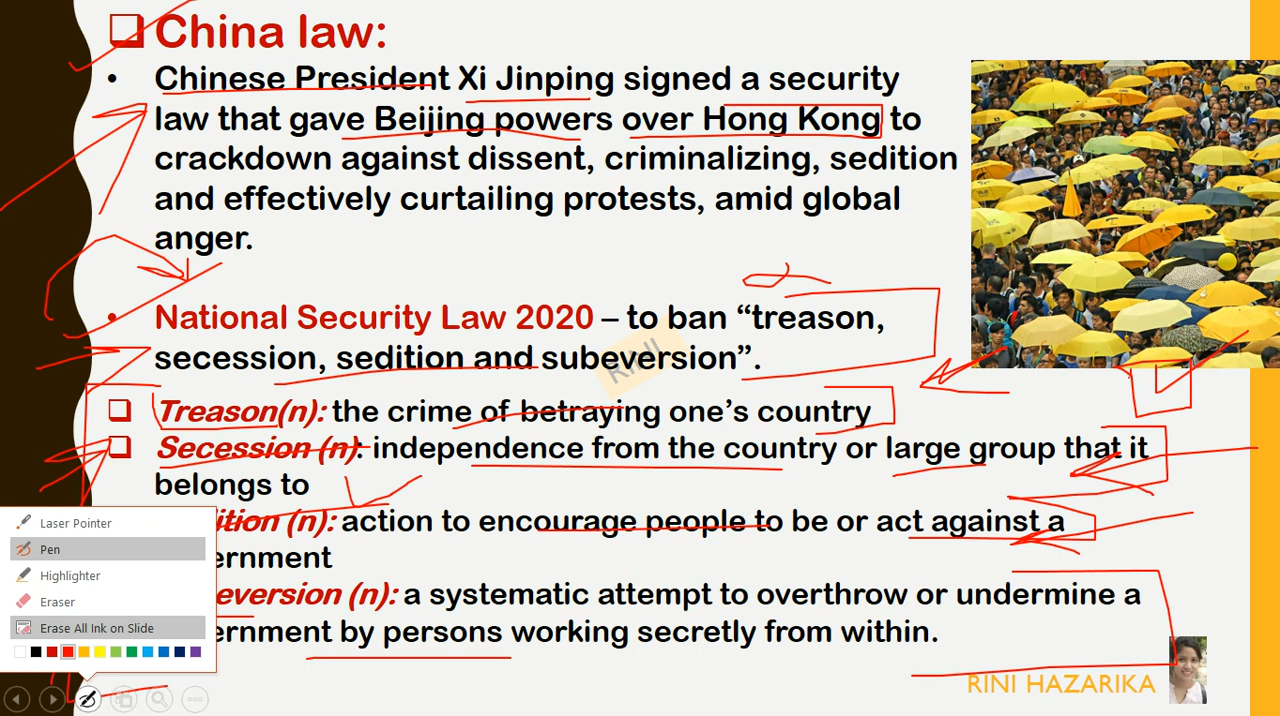 China law:
Chinese President Xi Jinping signed a security
law that gave Beijing powers over Hong Kong to
crackdown against dissent, criminalizing, sedition
and effectively curtailing protests, amid global
anger.
National Security Law 2020 – to ban “treason,
secession, sedition and subeversion”.
RINI
Treason(n): the crime of betraying one’s country
Secession (n): independence from the country or large group that it
belongs to
ition (n): action to encourage people to be or act against a
ernment
eversion (n): a systematic attempt to overthrow or undermine a
ernment by persons working secretly from within.
Laser Pointer
Pen
Highlighter
Eraser
Erase All Ink on Slide
RINI HAZARIKA